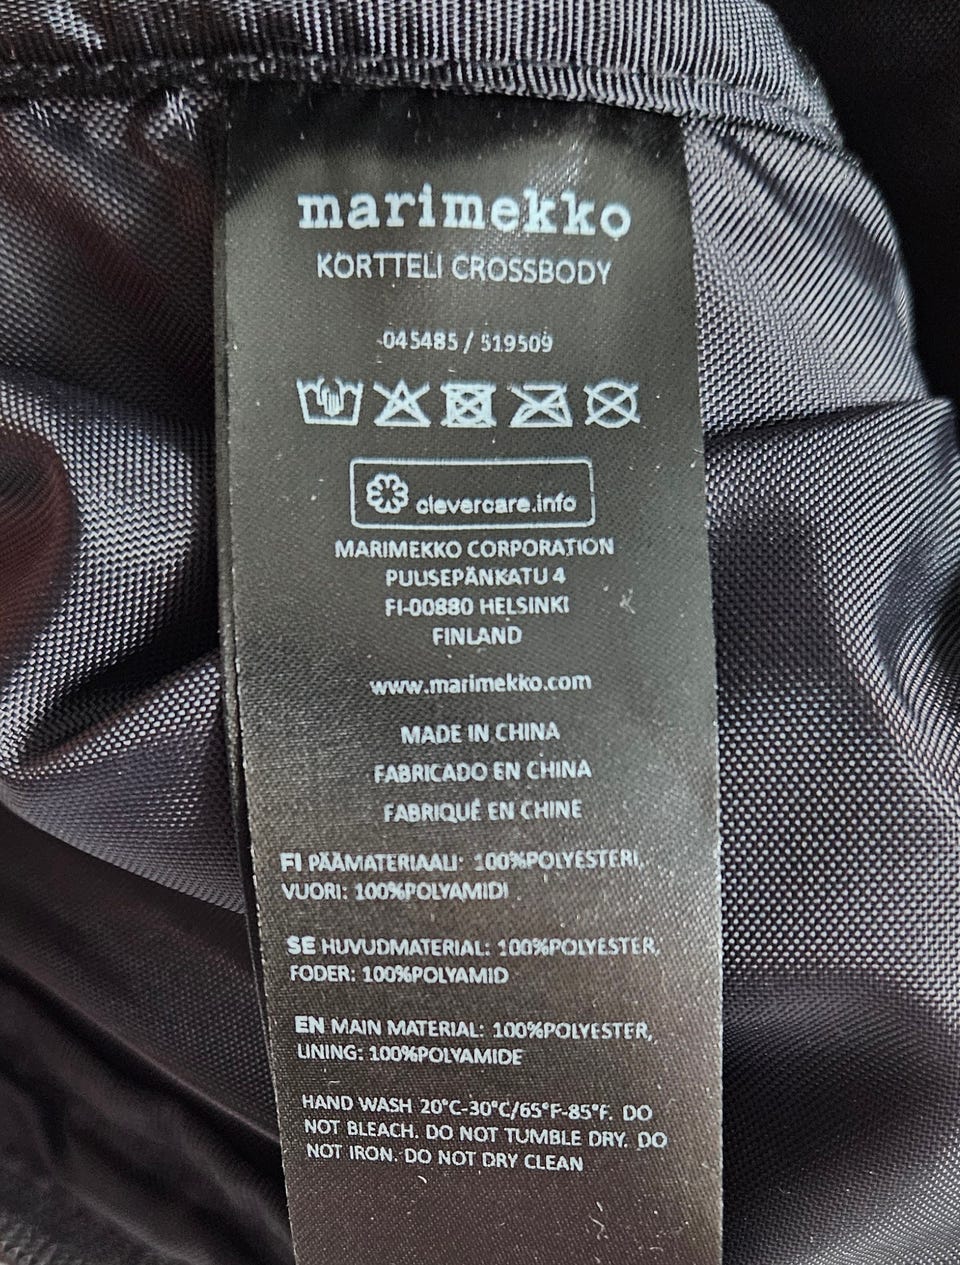 marimekko
KORTTELI CROSSBODY
045485 / 519509
clevercare.info
MARIMEKKO CORPORATION
PUUSEPÄNKATU 4
FI-00880 HELSINKI
FINLAND
www.marimekko.com
MADE IN CHINA
FABRICADO EN CHINA
FABRIQUÉ EN CHINE
FI PÄÄMATERIAALI: 100%POLYESTERI,
VUORI: 100%POLYAMIDI
SE HUVUDMATERIAL: 100%POLYESTER,
FODER: 100%POLYAMID
EN MAIN MATERIAL: 100%POLYESTER,
LINING: 100%POLYAMIDE
HAND WASH 20°C-30°C/65°F-85°F. DO
NOT BLEACH. DO NOT TUMBLE DRY. DO
NOT IRON. DO NOT DRY CLEAN